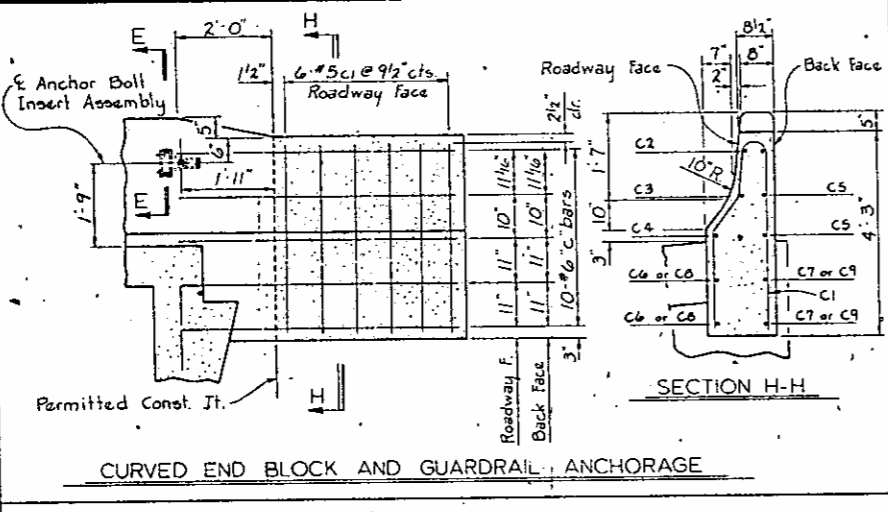 2'-0"
E
H
1½"
6-#5 c1 @ 9½" cts.
Roadway Face
℄ Anchor Bolt
Insert Assembly
5"
6"
2½"
clr.
1'-11"
1'-9"
E
11 11/16"
11 11/16"
10"
10"
11"
11"
11"
11"
10-#6 "c" bars
3"
H
Permitted Const. Jt.
Roadway F.
Back Face
8½"
7"
8"
2"
Roadway Face
Back Face
5"
1'-7"
C2
10" R.
C3
C5
10"
C4
C5
4'-3"
3"
C6 or C8
C7 or C9
C1
C6 or C8
C7 or C9
SECTION H-H
CURVED END BLOCK AND GUARDRAIL ANCHORAGE